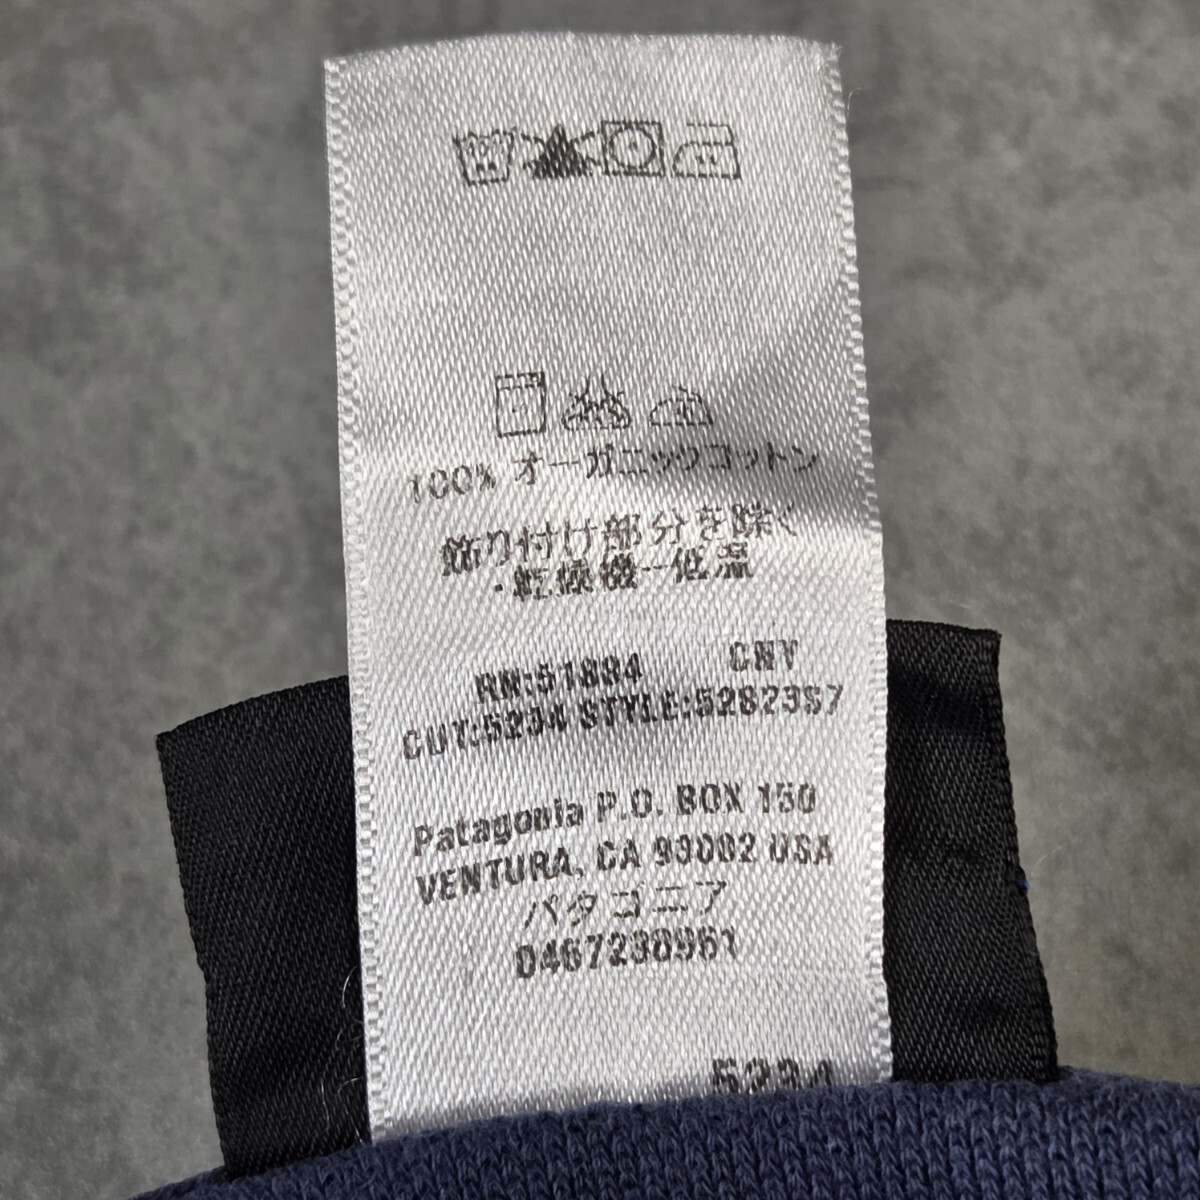 100% オーガニックコットン
飾り付け部分を除く
・乾燥機-低温
RN:51884 CNY
CUT:5234 STYLE:52823S7
Patagonia P.O. BOX 150
VENTURA, CA 93002 USA
パタゴニア
0467230961
5234